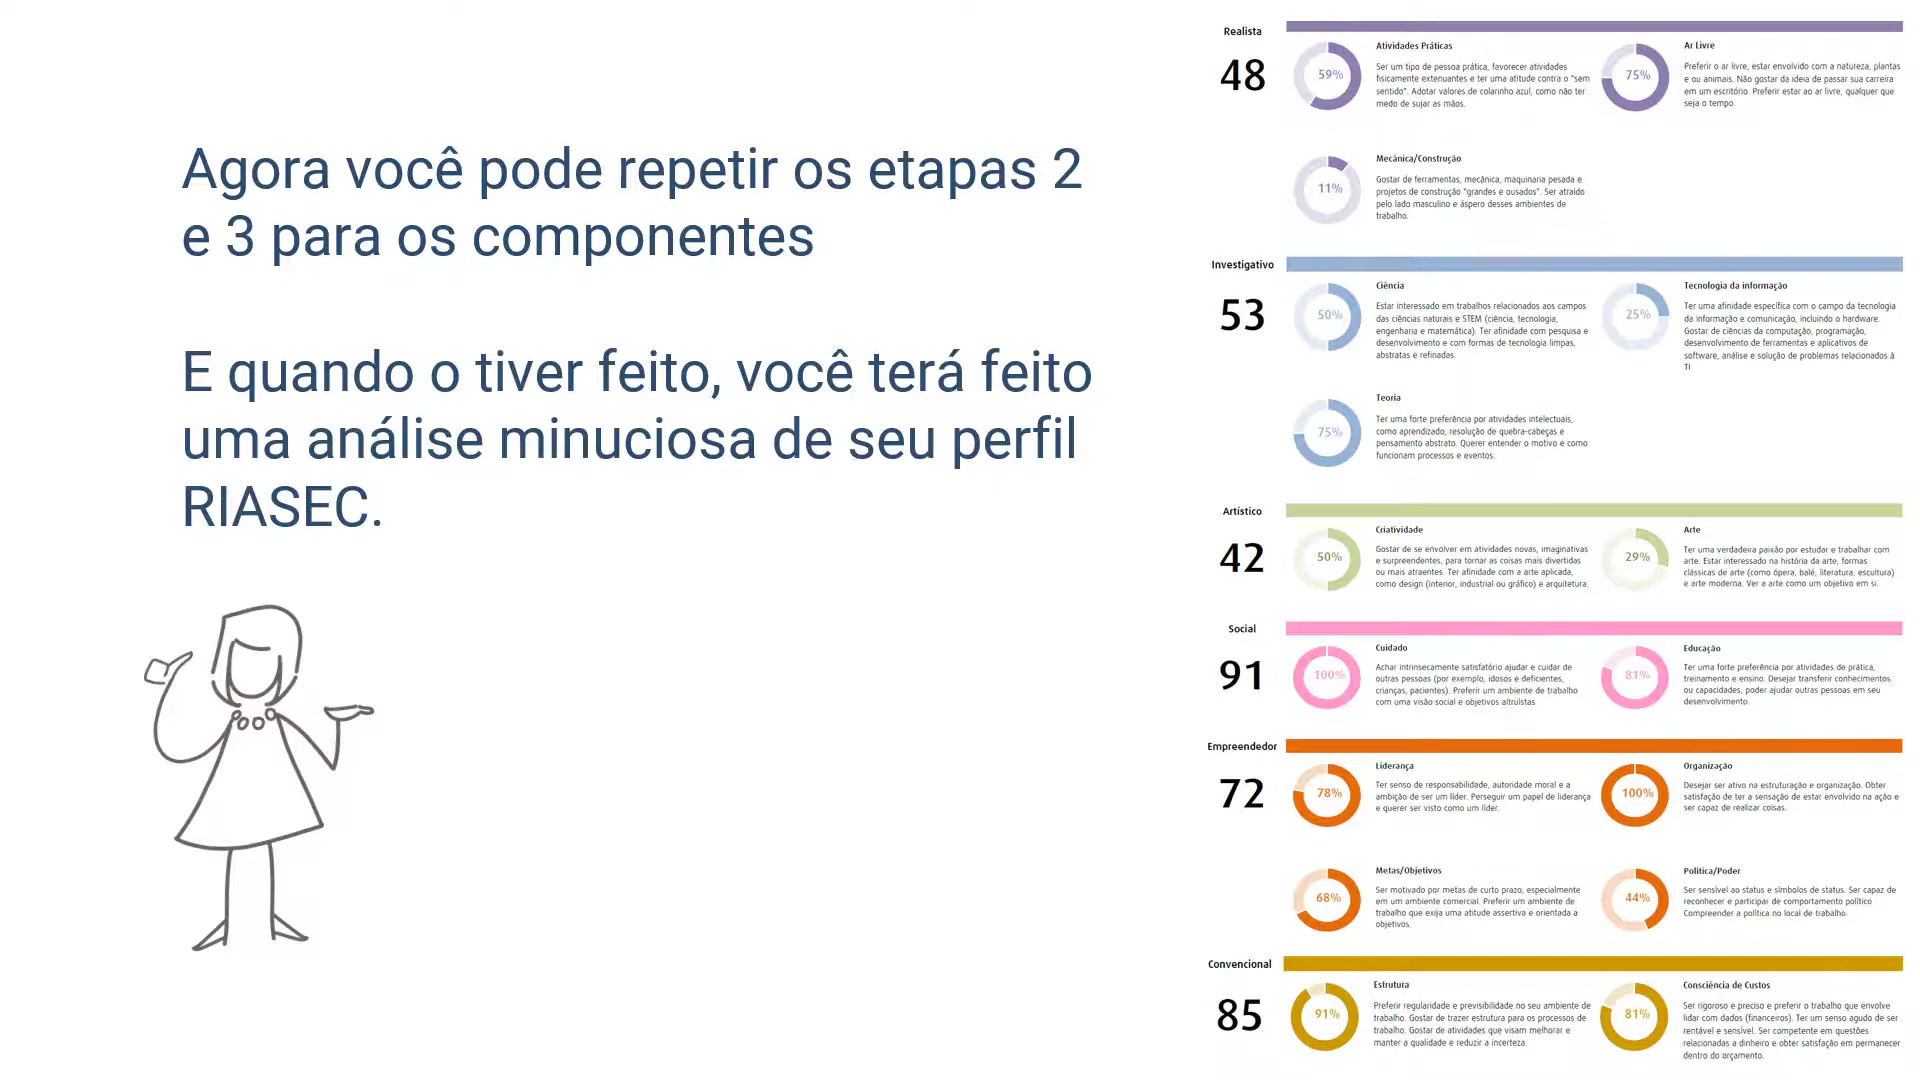 Agora você pode repetir os etapas 2
e 3 para os componentes
E quando o tiver feito, você terá feito
uma análise minuciosa de seu perfil
RIASEC.
Realista
48
59%
Atividades Práticas
Ser um tipo de pessoa prática, favorecer atividades
fisicamente extenuantes e ter uma atitude contra o "sem
sentido". Adotar valores de colarinho azul, como não ter
medo de sujar as mãos.
75%
Ar Livre
Preferir o ar livre, estar envolvido com a natureza, plantas
e ou animais. Não gostar da ideia de passar sua carreira
em um escritório. Preferir estar ao ar livre, qualquer que
seja o tempo.
11%
Mecânica/Construção
Gostar de ferramentas, mecânica, maquinaria pesada e
projetos de construção "grandes e ousados". Ser atraído
pelo lado masculino e áspero desses ambientes de
trabalho.
Investigativo
53
50%
Ciência
Estar interessado em trabalhos relacionados aos campos
das ciências naturais e STEM (ciência, tecnologia,
engenharia e matemática). Ter afinidade com pesquisa e
desenvolvimento e com formas de tecnologia limpas,
abstratas e refinadas.
25%
Tecnologia da informação
Ter uma afinidade específica com o campo da tecnologia
da informação e comunicação, incluindo o hardware.
Gostar de ciências da computação, programação,
desenvolvimento de ferramentas e aplicativos de
software, análise e solução de problemas relacionados à
TI
75%
Teoria
Ter uma forte preferência por atividades intelectuais,
como aprendizado, resolução de quebra-cabeças e
pensamento abstrato. Querer entender o motivo e como
funcionam processos e eventos.
Artístico
42
50%
Criatividade
Gostar de se envolver em atividades novas, imaginativas
e surpreendentes, para tornar as coisas mais divertidas
ou mais atraentes. Ter afinidade com a arte aplicada,
como design (interior, industrial ou gráfico) e arquitetura.
29%
Arte
Ter uma verdadeira paixão por estudar e trabalhar com
arte. Estar interessado na história da arte, formas
clássicas de arte (como ópera, balé, literatura, escultura)
e arte moderna. Ver a arte como um objetivo em si.
Social
91
100%
Cuidado
Achar intrinsecamente satisfatório ajudar e cuidar de
outras pessoas (por exemplo, idosos e deficientes,
crianças, pacientes). Preferir um ambiente de trabalho
com uma visão social e objetivos altruístas
81%
Educação
Ter uma forte preferência por atividades de prática,
treinamento e ensino. Desejar transferir conhecimentos
ou capacidades, poder ajudar outras pessoas em seu
desenvolvimento.
Empreendedor
72
78%
Liderança
Ter senso de responsabilidade, autoridade moral e a
ambição de ser um líder. Perseguir um papel de liderança
e querer ser visto como um líder.
100%
Organização
Desejar ser ativo na estruturação e organização. Obter
satisfação de ter a sensação de estar envolvido na ação e
ser capaz de realizar coisas.
68%
Metas/Objetivos
Ser motivado por metas de curto prazo, especialmente
em um ambiente comercial. Preferir um ambiente de
trabalho que exija uma atitude assertiva e orientada a
objetivos.
44%
Política/Poder
Ser sensível ao status e símbolos de status. Ser capaz de
reconhecer e participar de comportamento político
Compreender a política no local de trabalho.
Convencional
85
91%
Estrutura
Preferir regularidade e previsibilidade no seu ambiente de
trabalho. Gostar de trazer estrutura para os processos de
trabalho. Gostar de atividades que visam melhorar e
manter a qualidade e reduzir a incerteza.
81%
Consciência de Custos
Ser rigoroso e preciso e preferir o trabalho que envolve
lidar com dados (financeiros). Ter um senso agudo de ser
rentável e sensível. Ser competente em questões
relacionadas a dinheiro e obter satisfação em permanecer
dentro do orçamento.